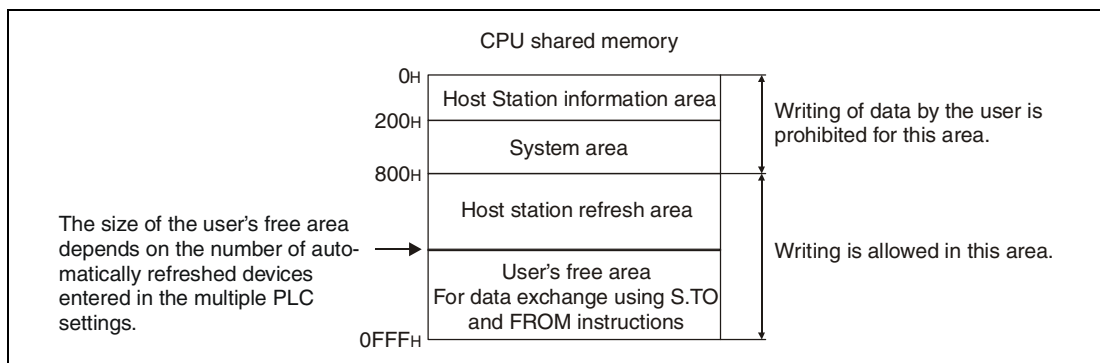 CPU shared memory
0H
Host Station information area
200H
System area
800H
Host station refresh area
User's free area
For data exchange using S.TO
and FROM instructions
0FFFH
Writing of data by the user is
prohibited for this area.
Writing is allowed in this area.
The size of the user's free area
depends on the number of auto-
matically refreshed devices
entered in the multiple PLC
settings.